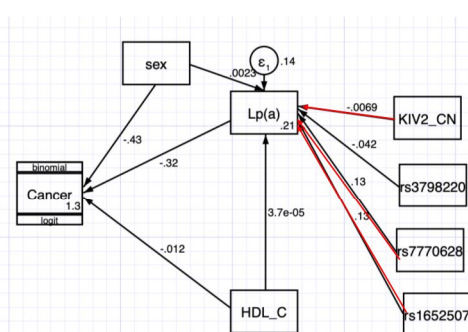 sex
ε1
.14
.0023
Lp(a)
.21
-.0069
KIV2_CN
-.042
rs3798220
-.43
-.32
binomial
Cancer
1.3
logit
.13
3.7e-05
.13
rs7770628
-.012
HDL_C
rs1652507